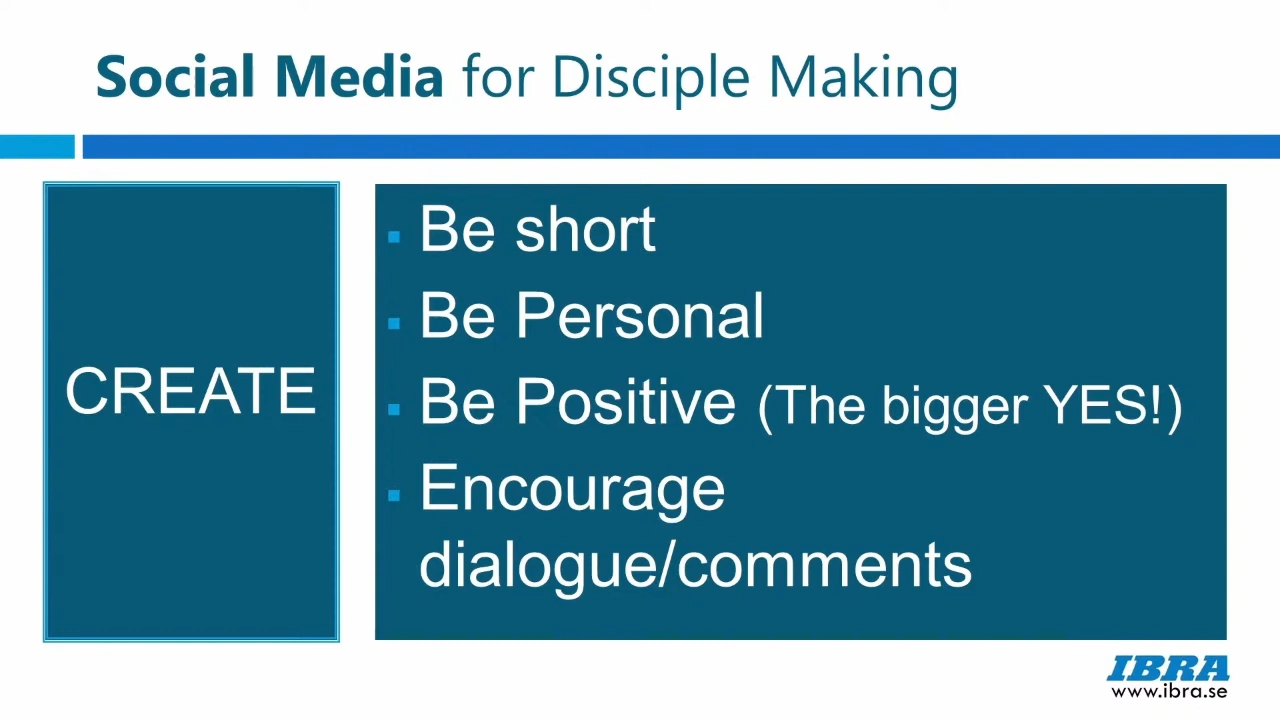 Social Media for Disciple Making
CREATE
Be short
Be Personal
Be Positive (The bigger YES!)
Encourage
dialogue/comments
IBRA
www.ibra.se